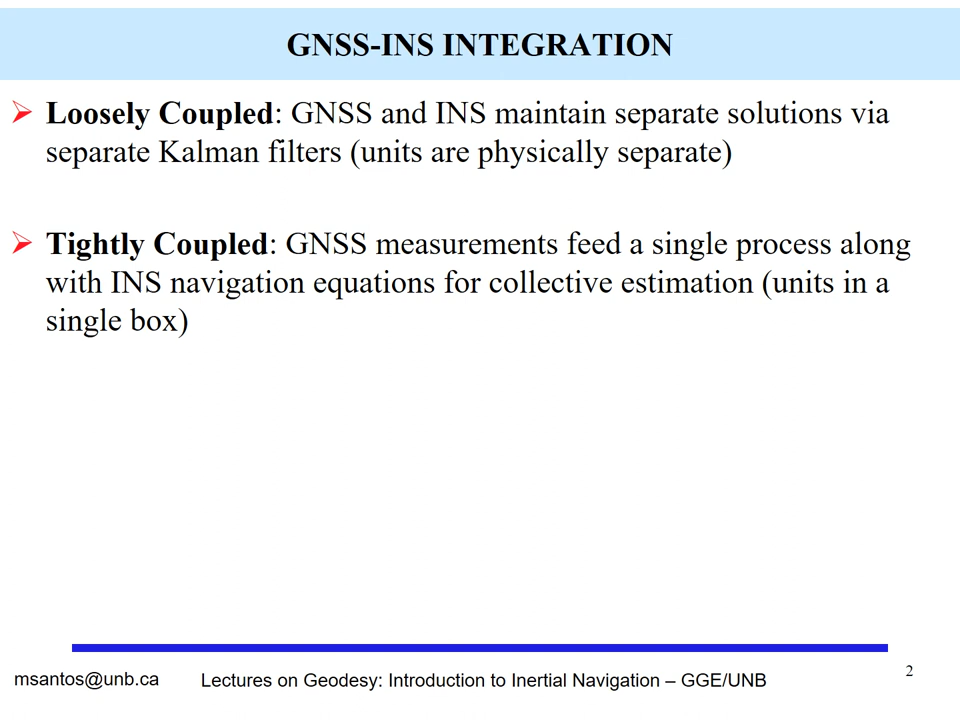 GNSS-INS INTEGRATION
Loosely Coupled: GNSS and INS maintain separate solutions via
separate Kalman filters (units are physically separate)
Tightly Coupled: GNSS measurements feed a single process along
with INS navigation equations for collective estimation (units in a
single box)
msantos@unb.ca
Lectures on Geodesy: Introduction to Inertial Navigation – GGE/UNB
2